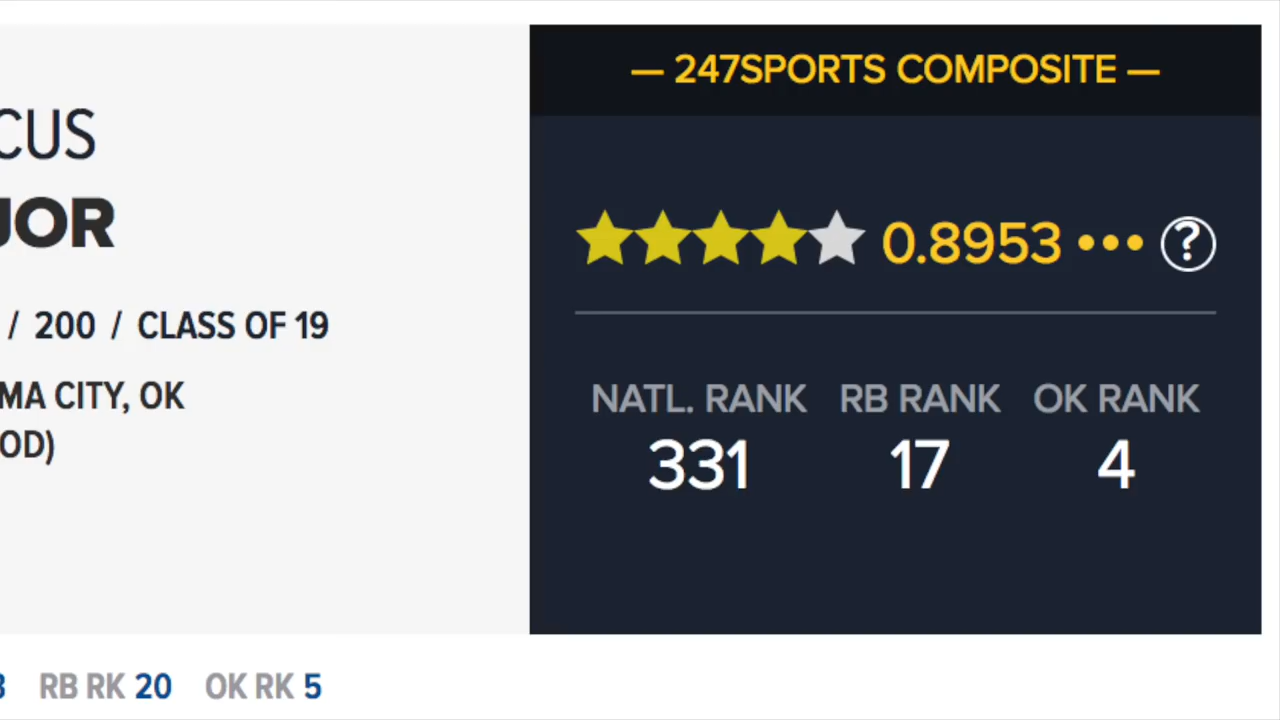 CUS
JOR
/ 200 / CLASS OF 19
MA CITY, OK
OD)
— 247SPORTS COMPOSITE —
0.8953 ••• ?
NATL. RANK RB RANK OK RANK
331 17 4
3 RB RK 20 OK RK 5